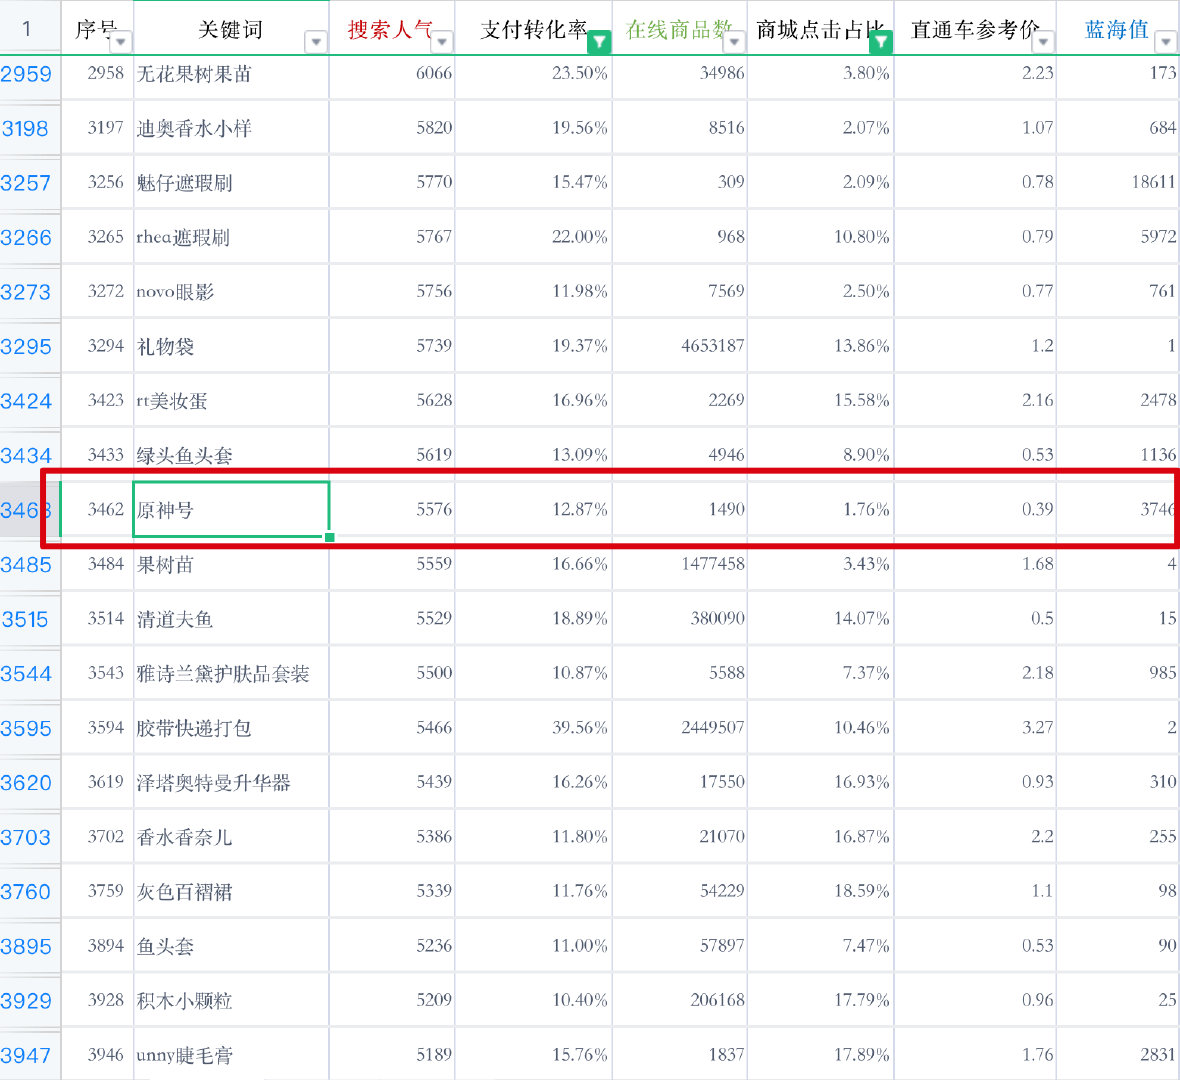 1 序号 关键词 搜索人气 支付转化率 在线商品数 商城点击占比 直通车参考价 蓝海值
2959 2958 无花果树果苗 6066 23.50% 34986 3.80% 2.23 173
3198 3197 迪奥香水小样 5820 19.56% 8516 2.07% 1.07 684
3257 3256 魅仔遮瑕刷 5770 15.47% 309 2.09% 0.78 18611
3266 3265 rhea遮瑕刷 5767 22.00% 968 10.80% 0.79 5972
3273 3272 novo眼影 5756 11.98% 7569 2.50% 0.77 761
3295 3294 礼物袋 5739 19.37% 4653187 13.86% 1.2 1
3424 3423 rt美妆蛋 5628 16.96% 2269 15.58% 2.16 2478
3434 3433 绿头鱼头套 5619 13.09% 4946 8.90% 0.53 1136
3463 3462 原神号 5576 12.87% 1490 1.76% 0.39 3746
3485 3484 果树苗 5559 16.66% 1477458 3.43% 1.68 4
3515 3514 清道夫鱼 5529 18.89% 380090 14.07% 0.5 15
3544 3543 雅诗兰黛护肤品套装 5500 10.87% 5588 7.37% 2.18 985
3595 3594 胶带快递打包 5466 39.56% 2449507 10.46% 3.27 2
3620 3619 泽塔奥特曼升华器 5439 16.26% 17550 16.93% 0.93 310
3703 3702 香水香奈儿 5386 11.80% 21070 16.87% 2.2 255
3760 3759 灰色百褶裙 5339 11.76% 54229 18.59% 1.1 98
3895 3894 鱼头套 5236 11.00% 57897 7.47% 0.53 90
3929 3928 积木小颗粒 5209 10.40% 206168 17.79% 0.96 25
3947 3946 unny睫毛膏 5189 15.76% 1837 17.89% 1.76 2831